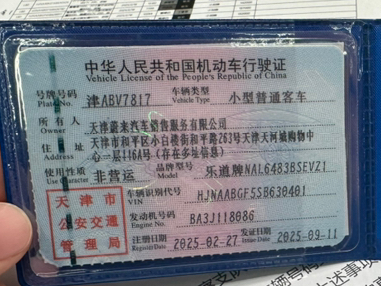 中华人民共和国机动车行驶证
Vehicle License of the People's Republic of China
号牌号码 Plate No. 津ABV7817 车辆类型 Vehicle Type 小型普通客车
所有人 Owner 天津蔚来汽车销售服务有限公司
住址 Address 天津市和平区小白楼街和平路263号天津天河城购物中
心一层116A号(存在多址信息)
使用性质 Use Character 非营运 品牌型号 Model 乐道牌NAL6483BSEVZ1
天津市公安交通管理局
车辆识别代号 VIN HJNAABGF5SB630401
发动机号码 Engine No. BA3J118086
注册日期 Register Date 2025-02-27 发证日期 Issue Date 2025-09-11